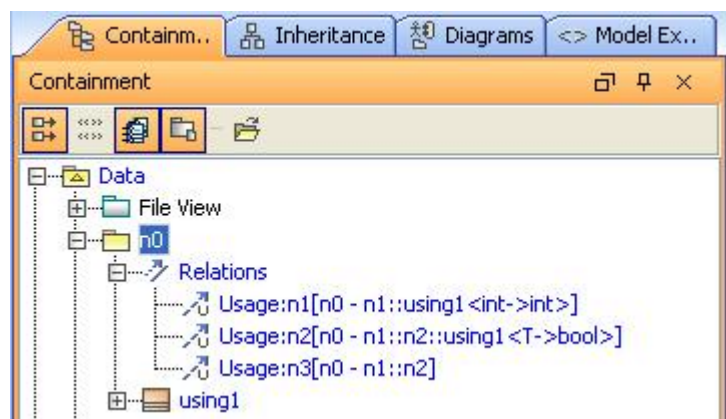 Containm.. Inheritance Diagrams <> Model Ex..
Containment
Data
File View
n0
Relations
Usage:n1[n0 - n1::using1<int->int>]
Usage:n2[n0 - n1::n2::using1<T->bool>]
Usage:n3[n0 - n1::n2]
using1